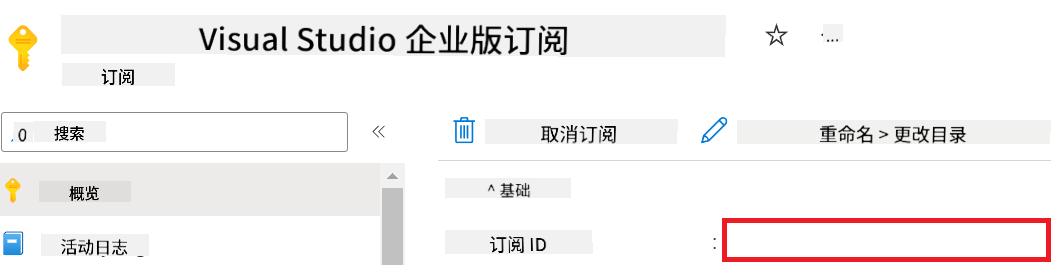 Visual Studio 企业版订阅
...
订阅
搜索
«
取消订阅
重命名 > 更改目录
概览
^ 基础
活动日志
订阅 ID :